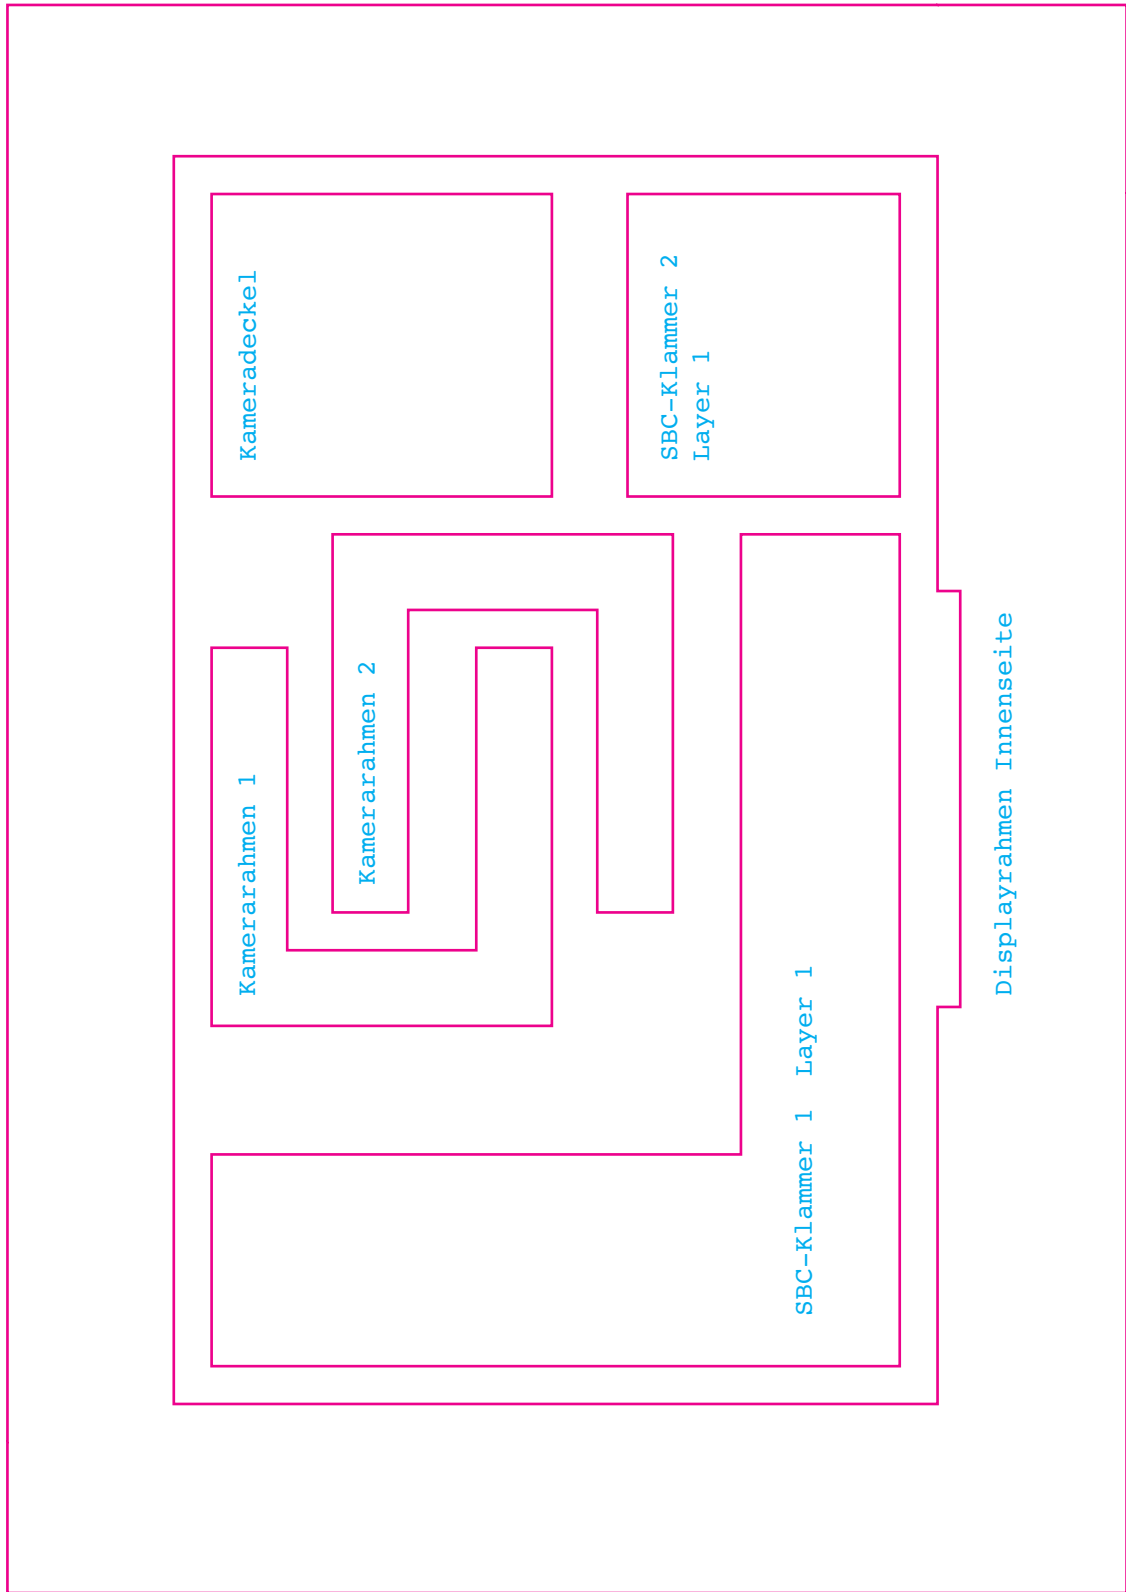 Kameradeckel
SBC-Klammer 2
Layer 1
Kamerarahmen 1
Kamerarahmen 2
SBC-Klammer 1  Layer 1
Displayrahmen Innenseite